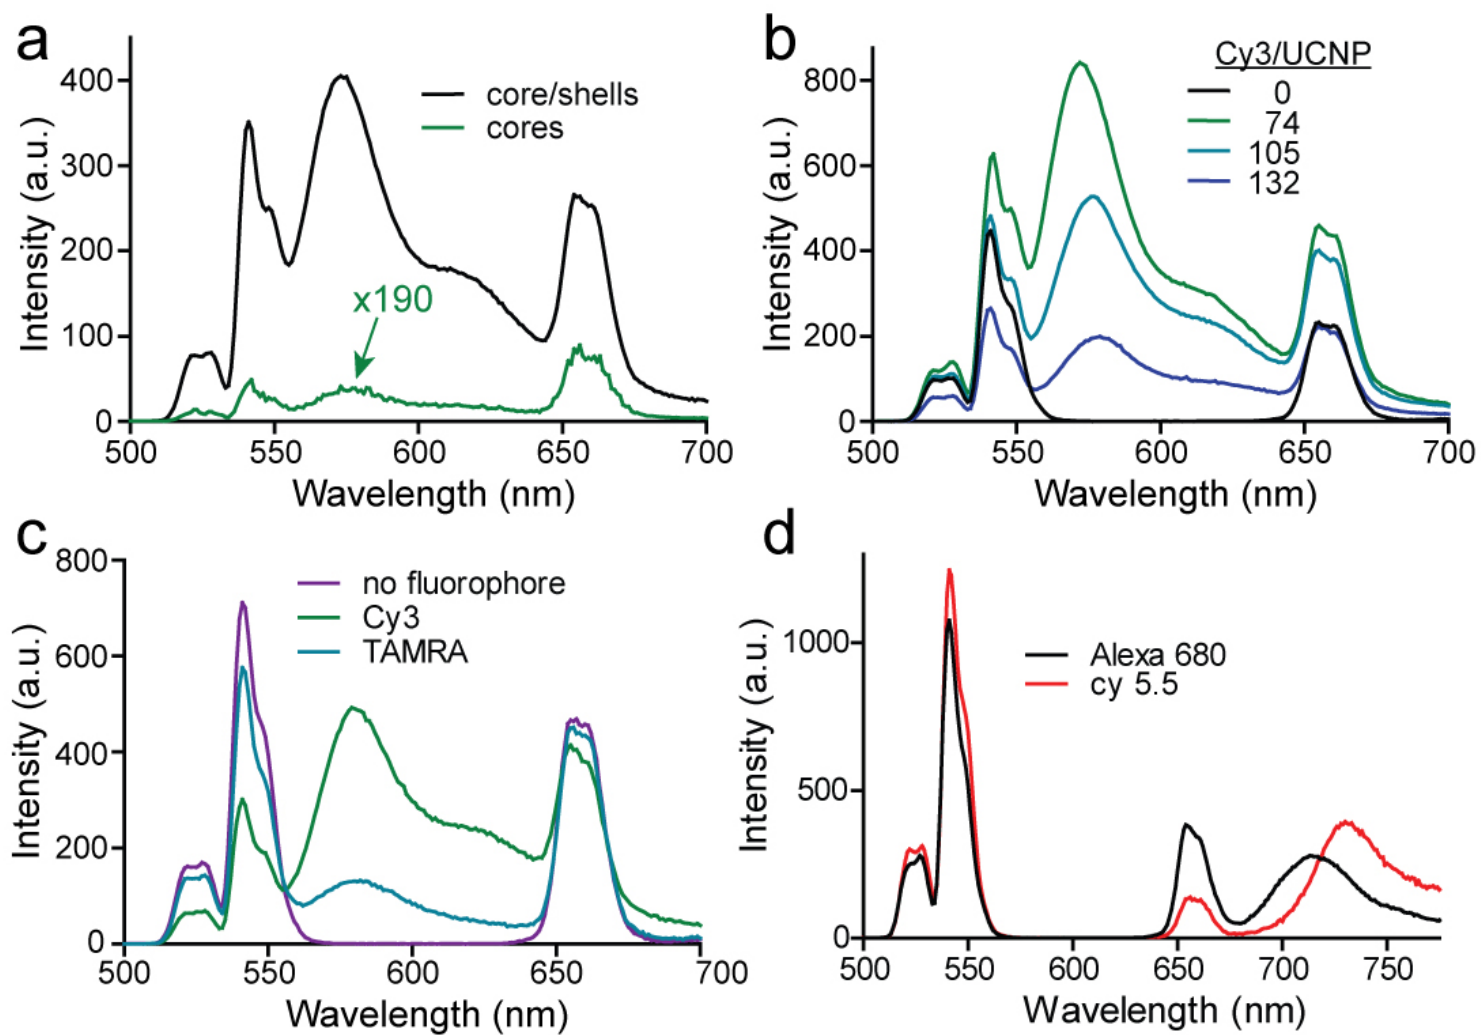 a
Intensity (a.u.)
400
300
200
100
0
core/shells
cores
x190
500 550 600 650 700
Wavelength (nm)
b
Intensity (a.u.)
800
600
400
200
0
Cy3/UCNP
0
74
105
132
500 550 600 650 700
Wavelength (nm)
c
Intensity (a.u.)
800
600
400
200
0
no fluorophore
Cy3
TAMRA
500 550 600 650 700
Wavelength (nm)
d
Intensity (a.u.)
1000
500
0
Alexa 680
cy 5.5
500 550 600 650 700 750
Wavelength (nm)